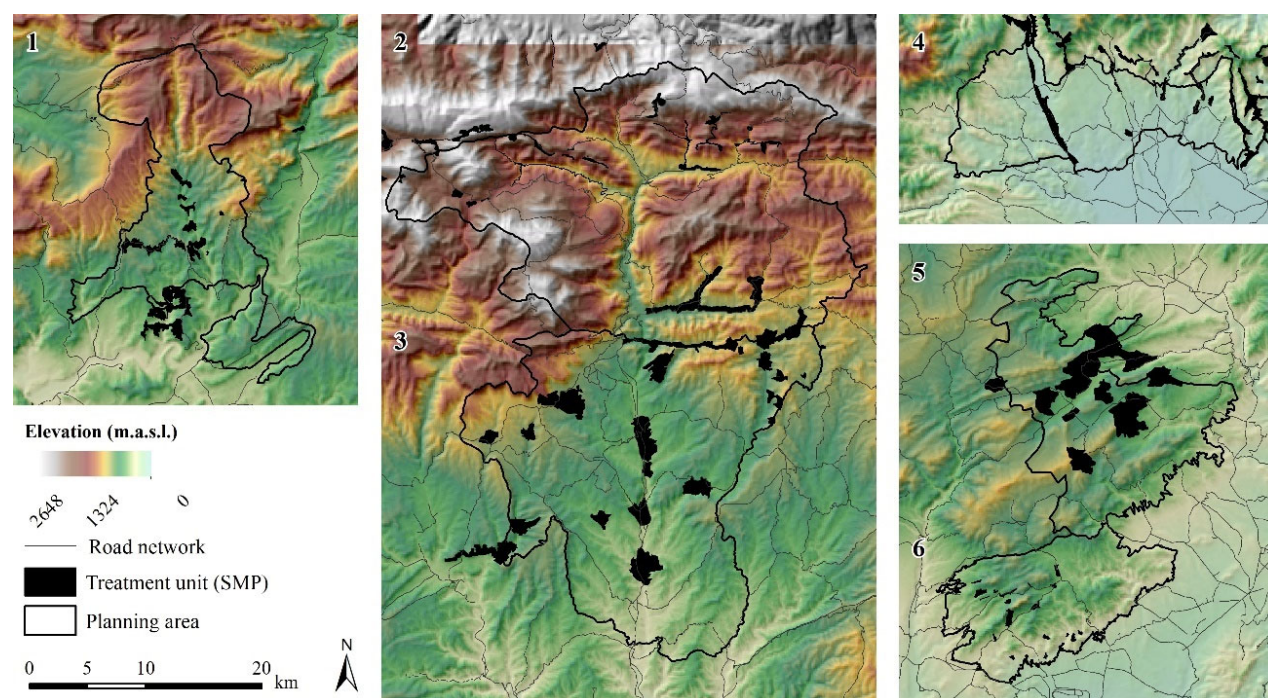 1
2
3
4
5
6
Elevation (m.a.s.l.)
2648 1324 0
Road network
Treatment unit (SMP)
Planning area
N
0 5 10 20
km